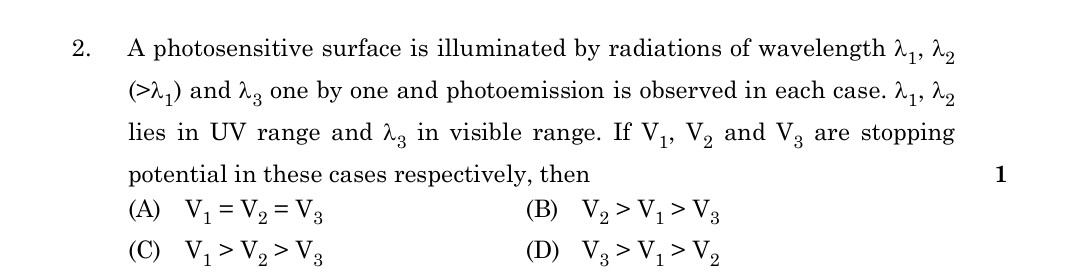 2. A photosensitive surface is illuminated by radiations of wavelength λ₁, λ₂
(>λ₁) and λ₃ one by one and photoemission is observed in each case. λ₁, λ₂
lies in UV range and λ₃ in visible range. If V₁, V₂ and V₃ are stopping
potential in these cases respectively, then 1
(A) V₁ = V₂ = V₃ (B) V₂ > V₁ > V₃
(C) V₁ > V₂ > V₃ (D) V₃ > V₁ > V₂